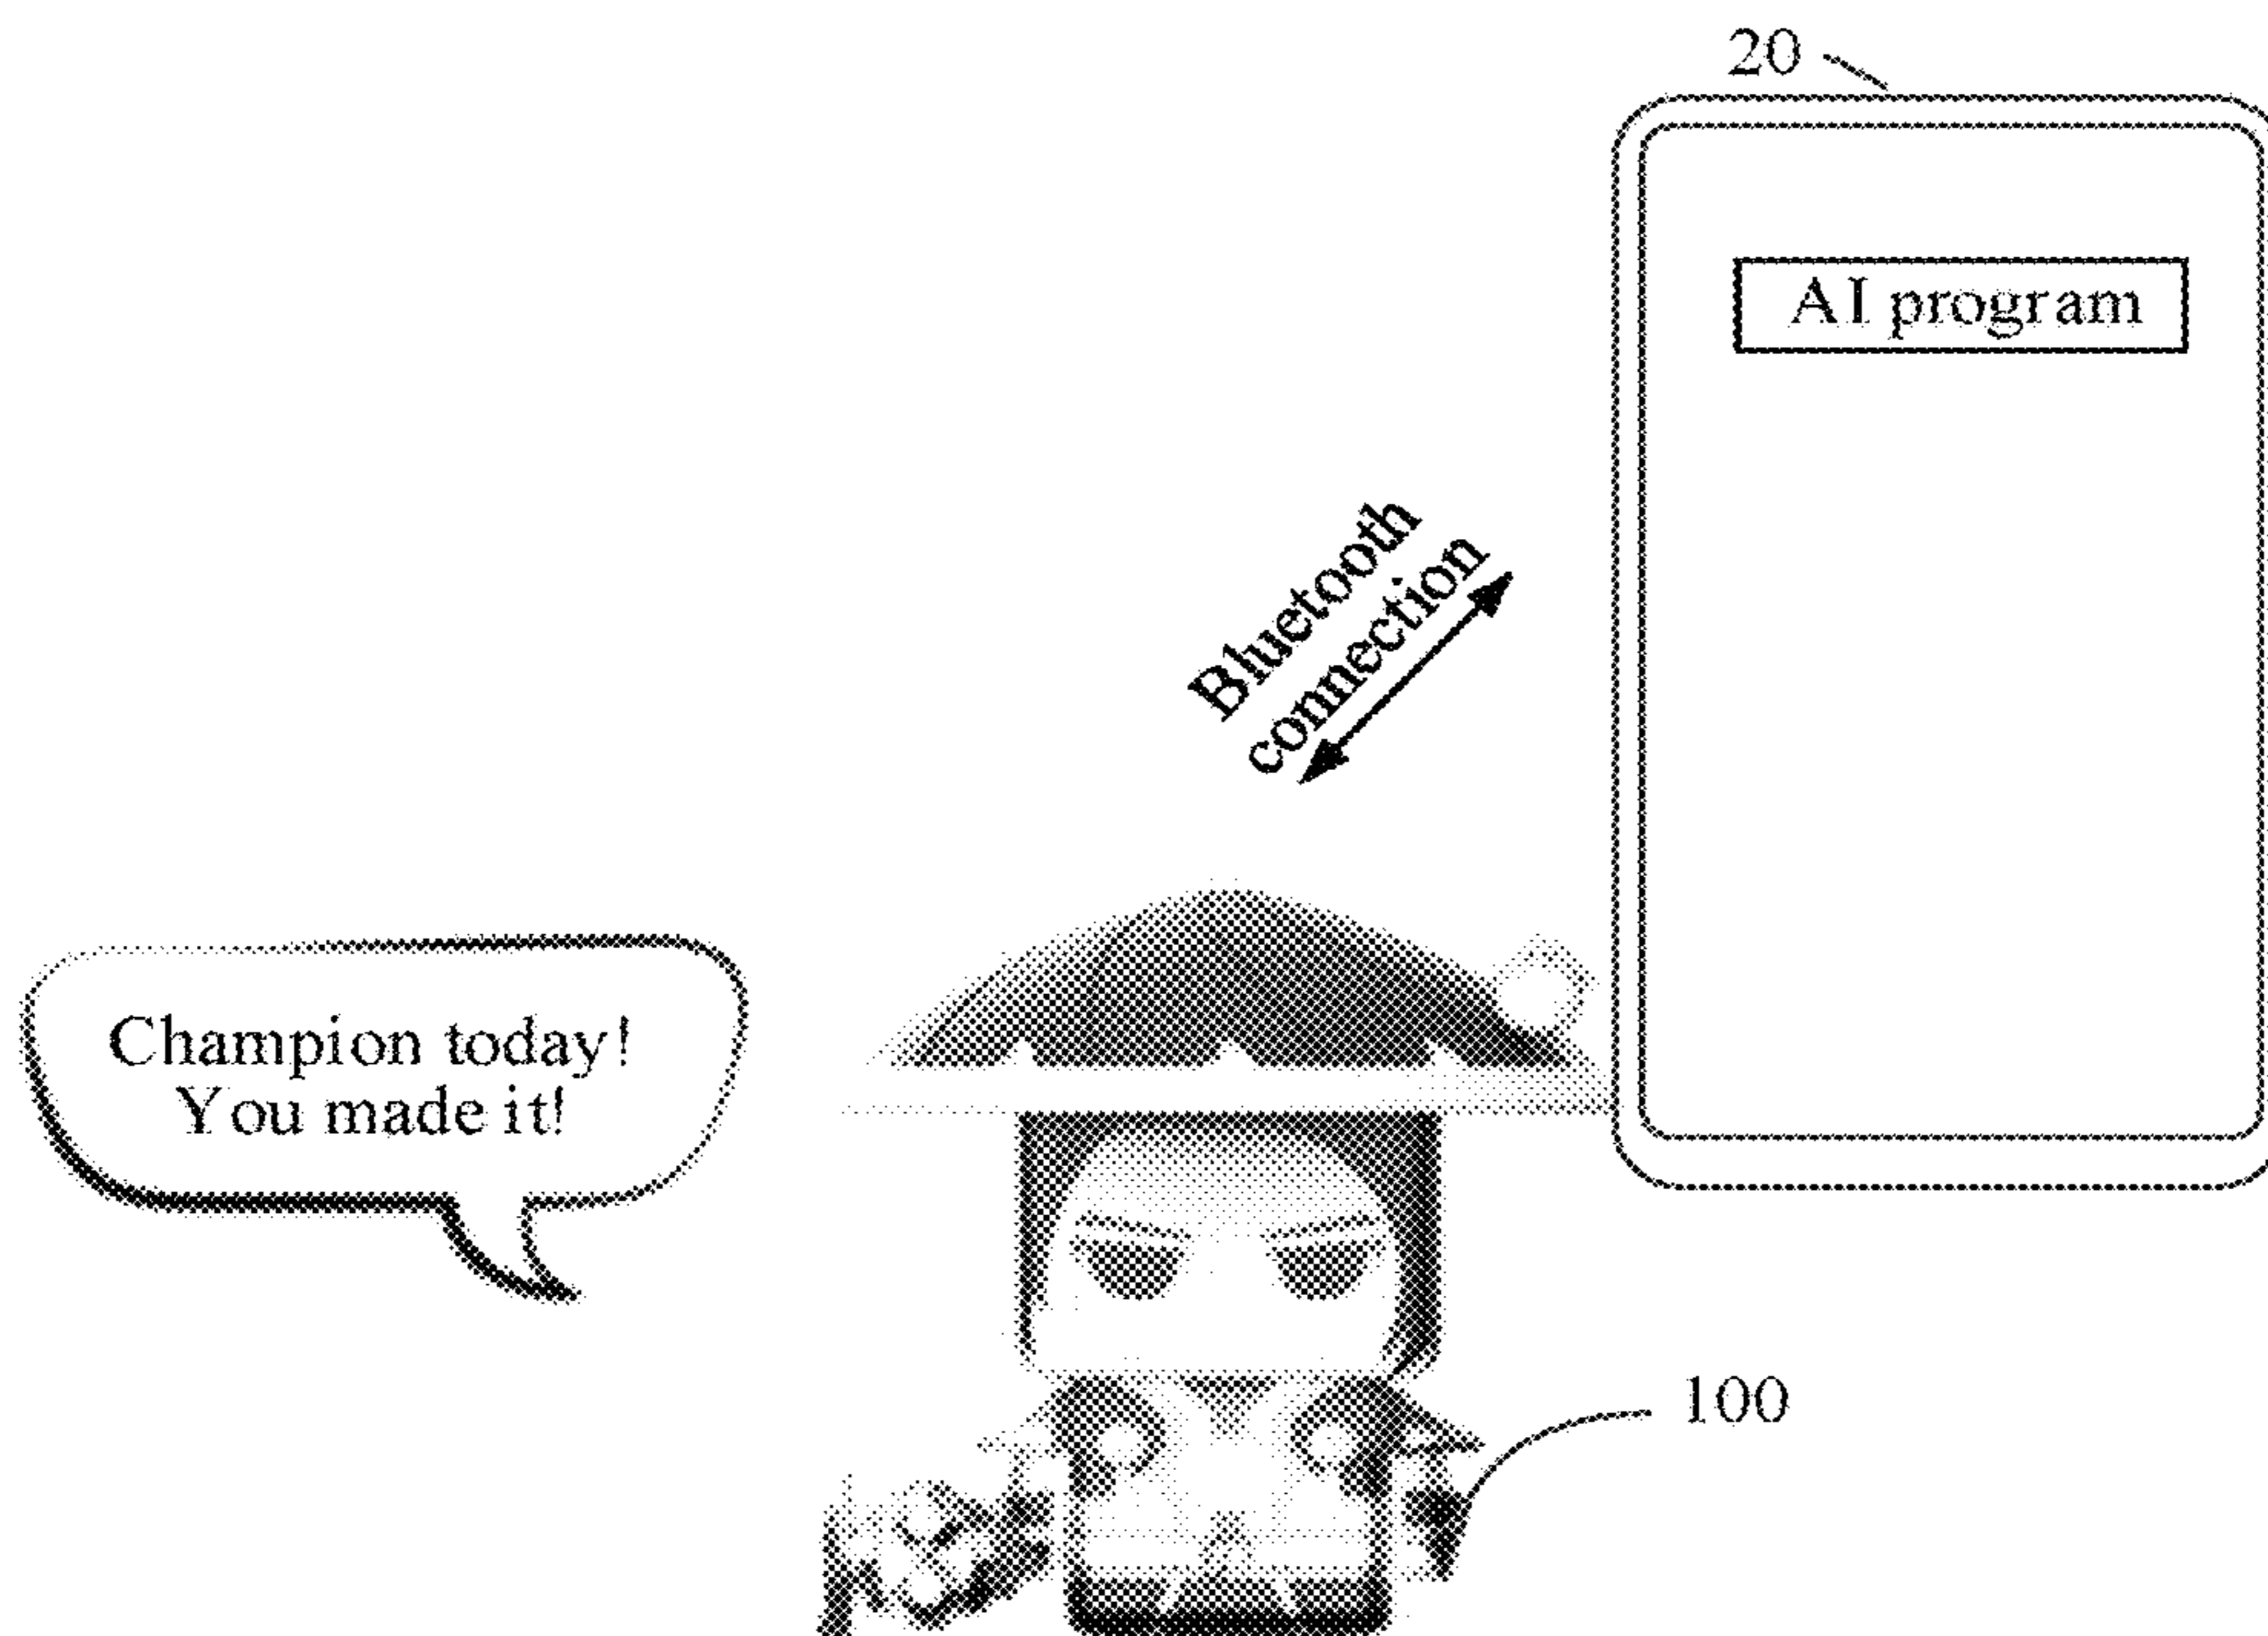 20
AI program
Bluetooth
connection
Champion today!
You made it!
100